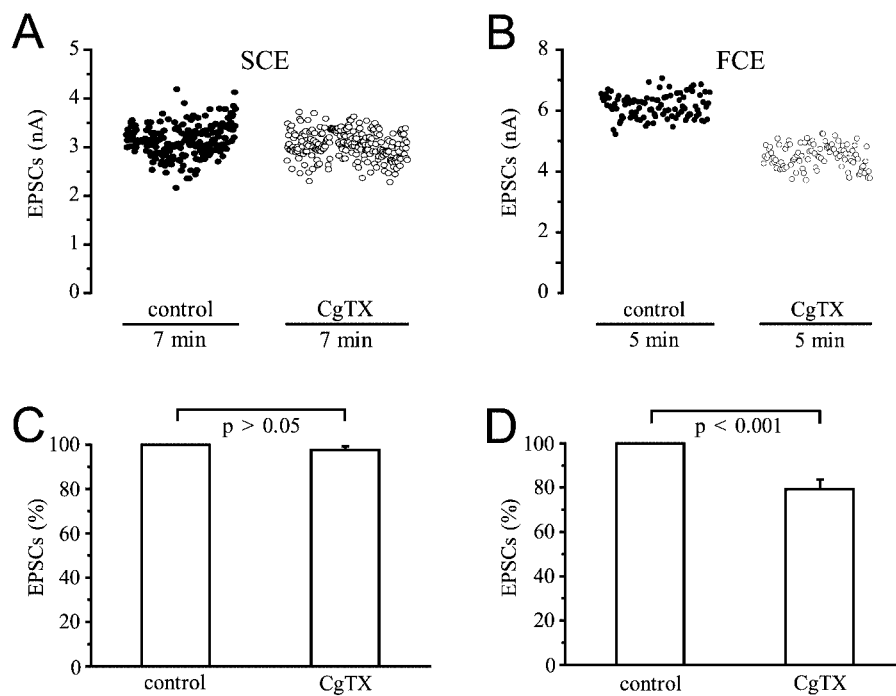 A
SCE
EPSCs (nA)
5
4
3
2
1
0
control
CgTX
7 min
7 min
B
FCE
EPSCs (nA)
8
6
4
2
0
control
CgTX
5 min
5 min
C
p > 0.05
EPSCs (%)
100
80
60
40
20
0
control
CgTX
D
p < 0.001
EPSCs (%)
100
80
60
40
20
0
control
CgTX